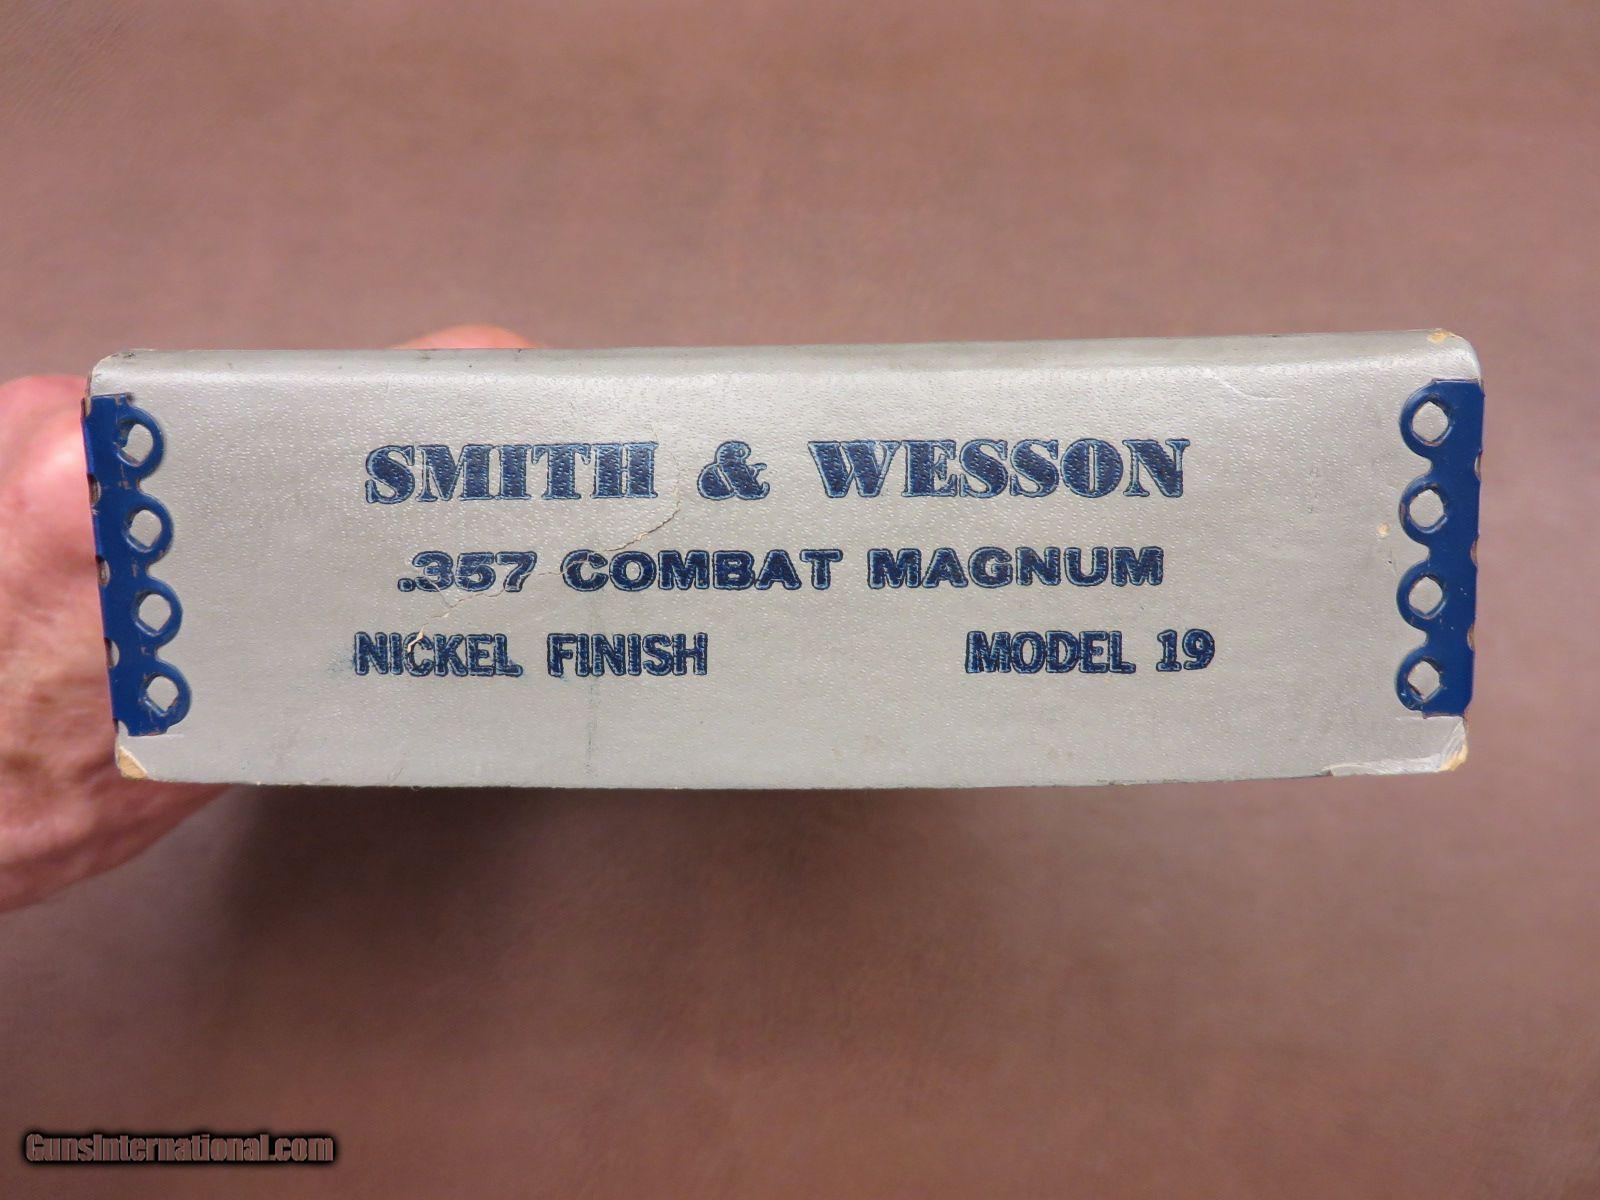 SMITH & WESSON
.357 COMBAT MAGNUM
NICKEL FINISH MODEL 19
GunsInternational.com